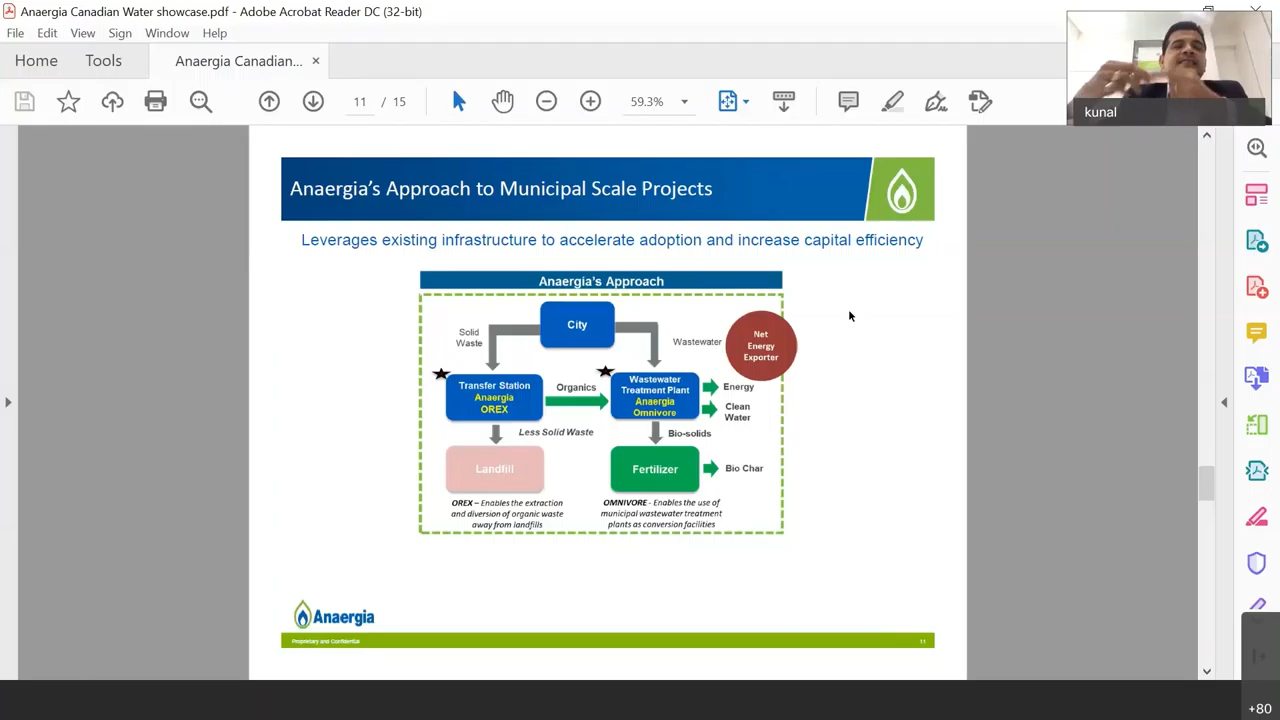 Anaergia Canadian Water showcase.pdf - Adobe Acrobat Reader DC (32-bit)
File Edit View Sign Window Help
Home Tools Anaergia Canadian... ×
11 / 15 59.3%
kunal
Anaergia's Approach to Municipal Scale Projects
Leverages existing infrastructure to accelerate adoption and increase capital efficiency
Anaergia's Approach
City
Solid
Waste
Wastewater
Net
Energy
Exporter
Transfer Station
Anaergia
OREX
Organics
Wastewater
Treatment Plant
Anaergia
Omnivore
Energy
Clean
Water
Less Solid Waste
Bio-solids
Landfill
Fertilizer
Bio Char
OREX – Enables the extraction
and diversion of organic waste
away from landfills
OMNIVORE - Enables the use of
municipal wastewater treatment
plants as conversion facilities
Anaergia
Proprietary and Confidential
11
+80